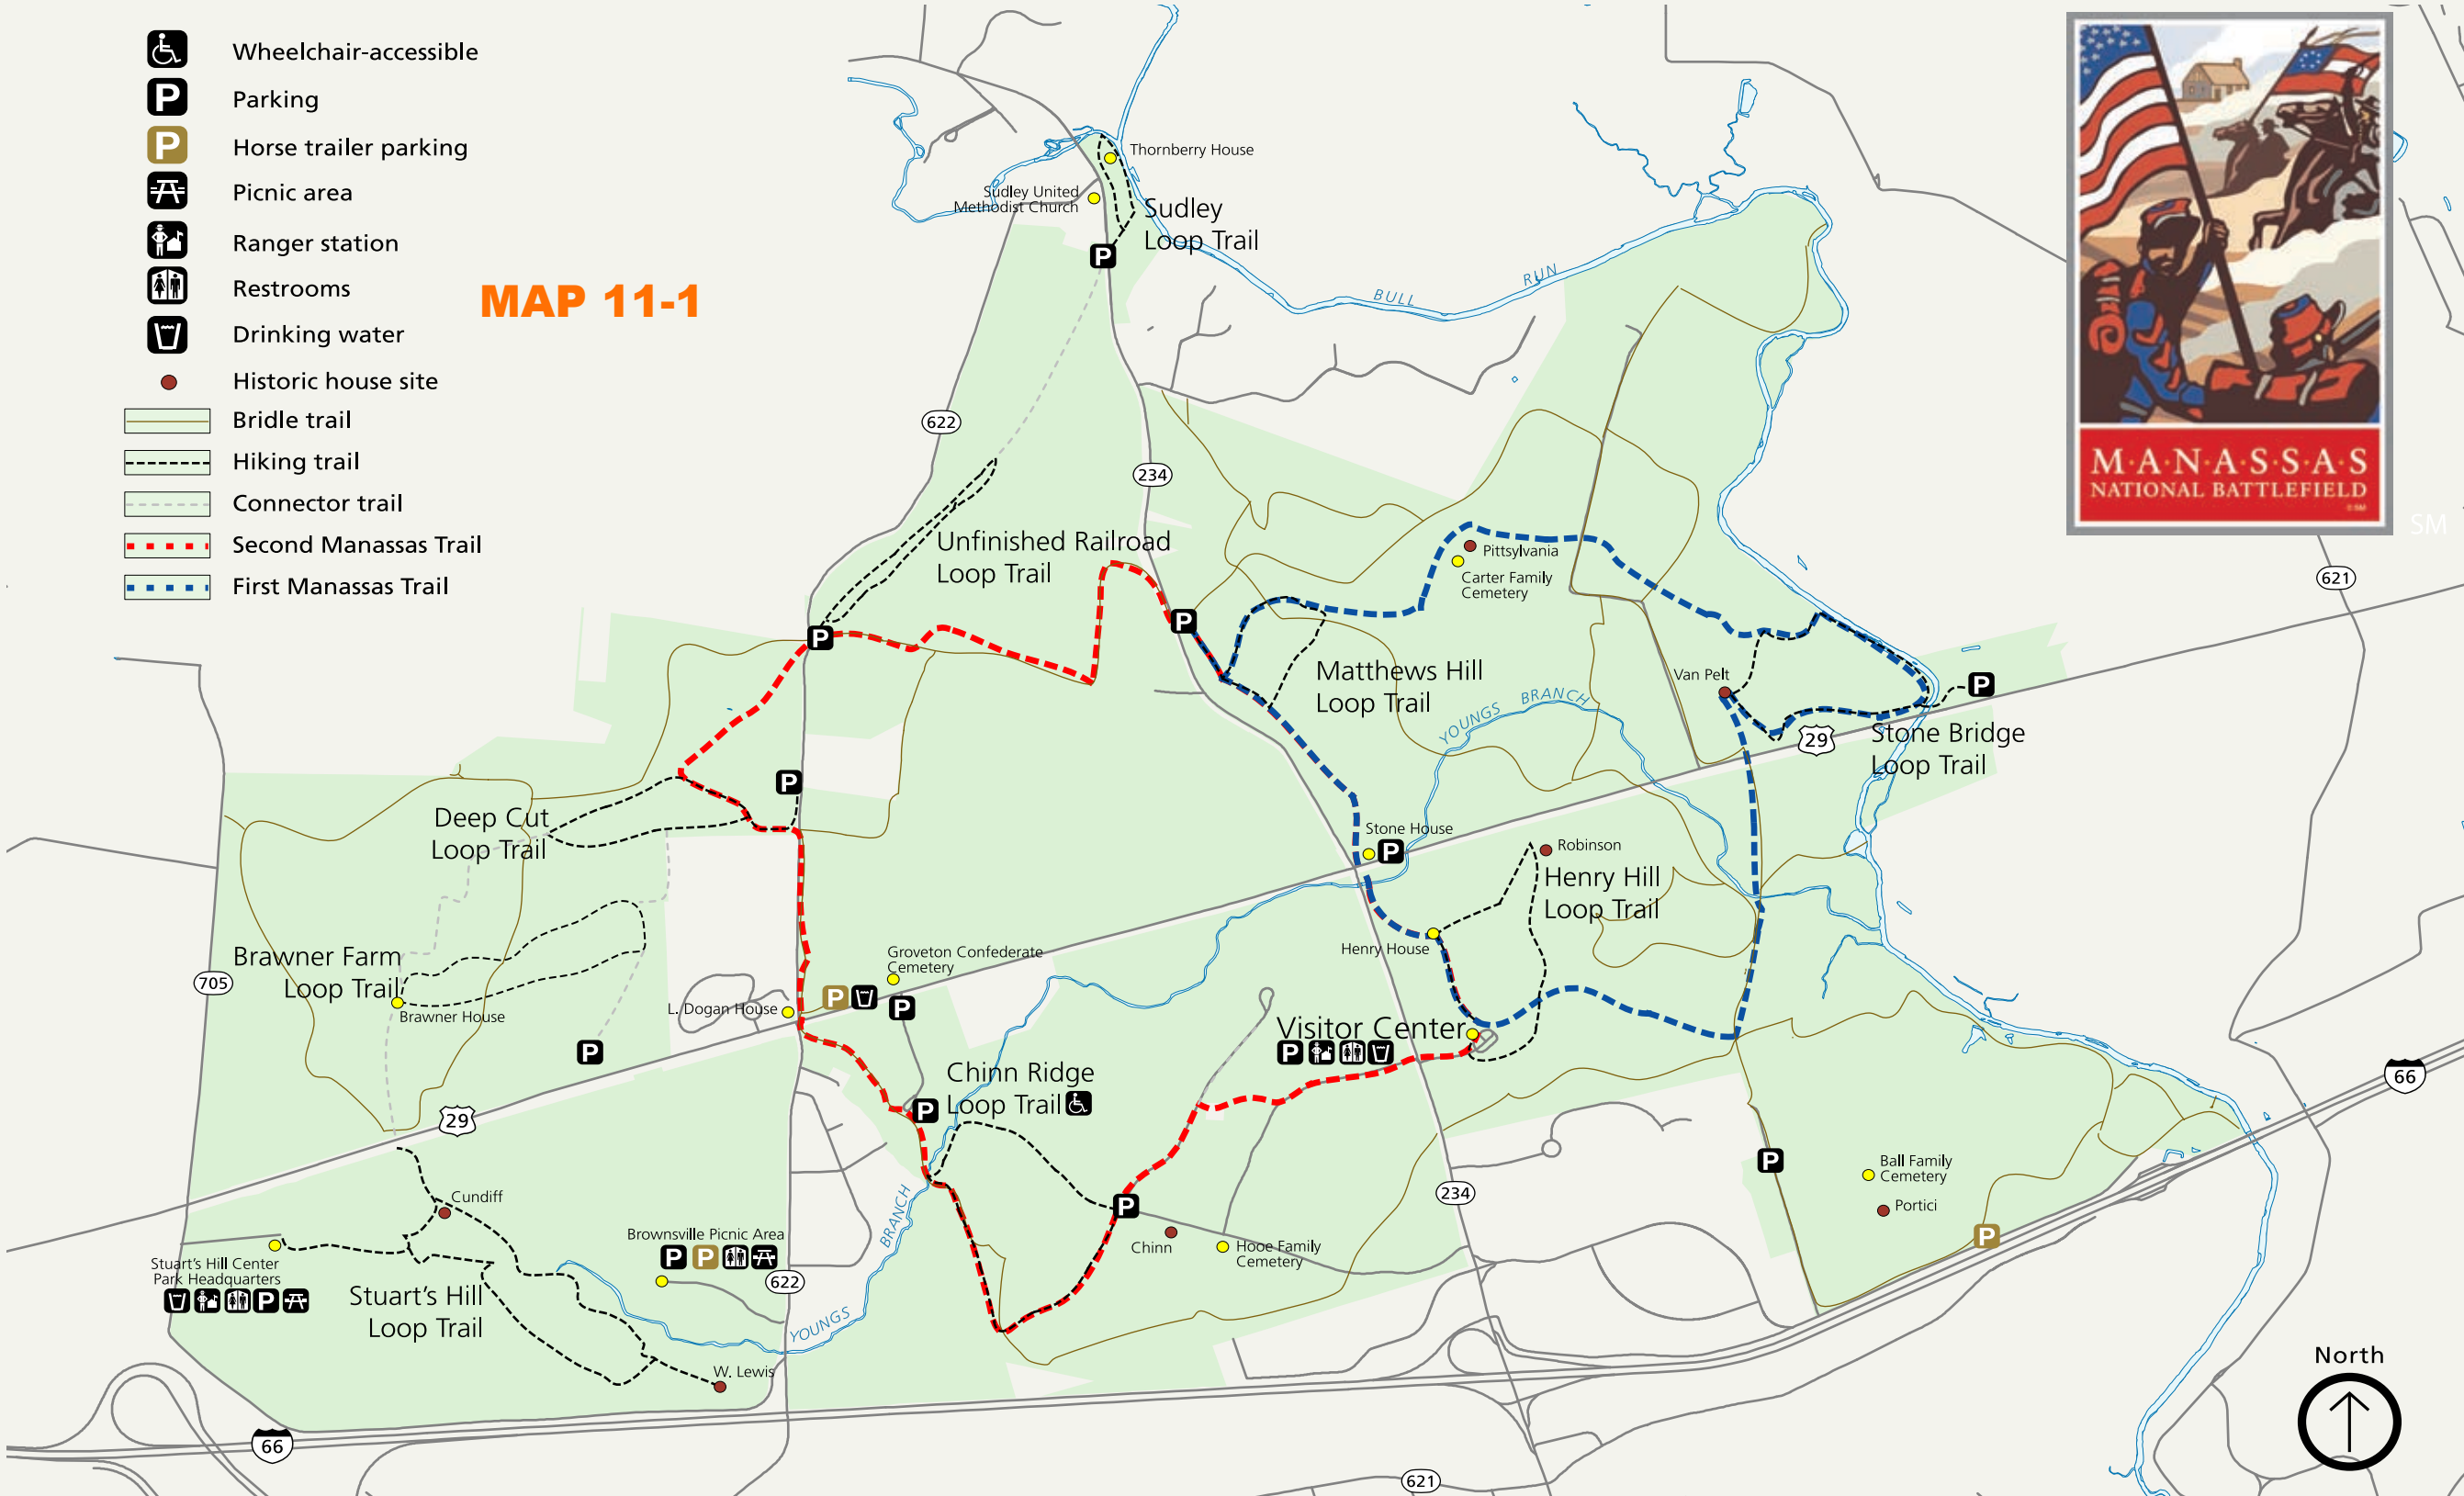 Wheelchair-accessible
P
Parking
P
Horse trailer parking
Picnic area
Ranger station
Restrooms
Drinking water
Historic house site
Bridle trail
Hiking trail
Connector trail
Second Manassas Trail
First Manassas Trail
MAP 11-1
M·A·N·A·S·S·A·S
NATIONAL BATTLEFIELD
SM
Thornberry House
Sudley United
Methodist Church
Sudley
Loop Trail
P
BULL
RUN
622
234
621
Unfinished Railroad
Loop Trail
P
P
Pittsylvania
Carter Family
Cemetery
Matthews Hill
Loop Trail
YOUNGS BRANCH
Van Pelt
P
29
Stone Bridge
Loop Trail
P
Deep Cut
Loop Trail
Stone House
P
Robinson
Henry Hill
Loop Trail
Henry House
Brawner Farm
Loop Trail
705
Brawner House
Groveton Confederate
Cemetery
L. Dogan House
P
P
P
Visitor Center
P
Chinn Ridge
Loop Trail
P
29
66
P
Ball Family
Cemetery
Portici
P
234
Cundiff
P
Chinn
Hooe Family
Cemetery
BRANCH
Brownsville Picnic Area
P P
622
Stuart's Hill Center
Park Headquarters
P
Stuart's Hill
Loop Trail
YOUNGS
W. Lewis
66
621
North